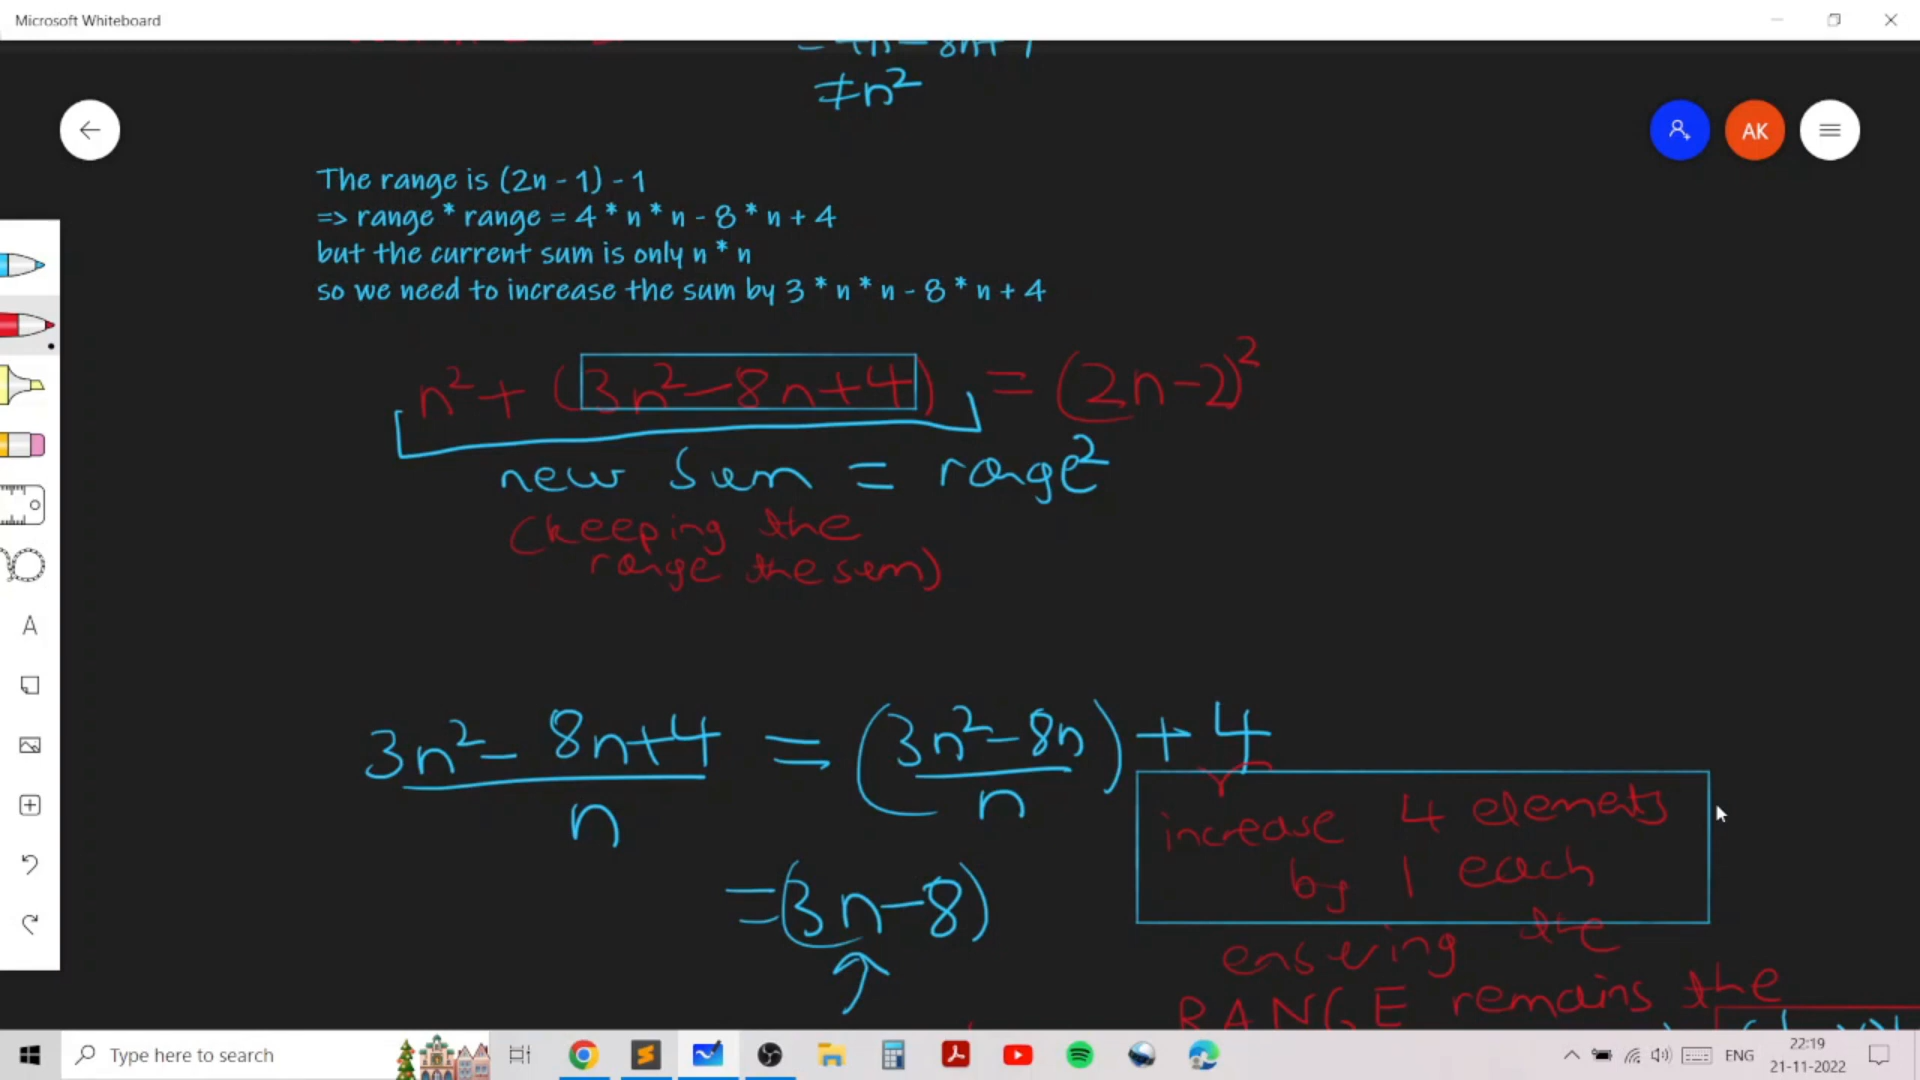 Microsoft Whiteboard
≠n²
AK
The range is (2n - 1) - 1
=> range * range = 4 * n * n - 8 * n + 4
but the current sum is only n * n
so we need to increase the sum by 3 * n * n - 8 * n + 4
n² + (3n² - 8n + 4) = (2n - 2)²
new sum = range²
(keeping the
range the sum)
3n² - 8n + 4 / n = (3n² - 8n / n) + 4
increase 4 elements
by 1 each
= (3n - 8)
ensuring the
RANGE remains the
Type here to search
ENG
22:19
21-11-2022